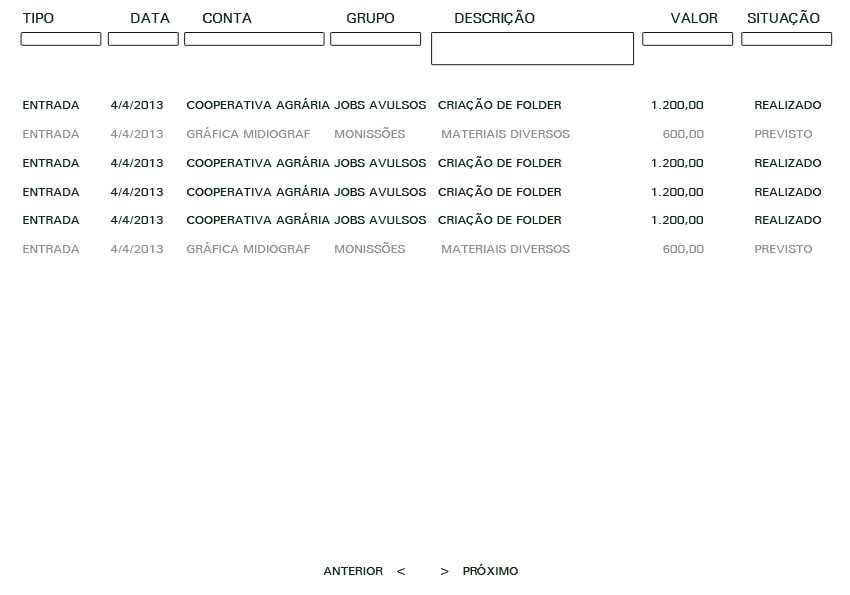 TIPO DATA CONTA GRUPO DESCRIÇÃO VALOR SITUAÇÃO
ENTRADA 4/4/2013 COOPERATIVA AGRÁRIA JOBS AVULSOS CRIAÇÃO DE FOLDER 1.200,00 REALIZADO
ENTRADA 4/4/2013 GRÁFICA MIDIOGRAF MONISSÕES MATERIAIS DIVERSOS 600,00 PREVISTO
ENTRADA 4/4/2013 COOPERATIVA AGRÁRIA JOBS AVULSOS CRIAÇÃO DE FOLDER 1.200,00 REALIZADO
ENTRADA 4/4/2013 COOPERATIVA AGRÁRIA JOBS AVULSOS CRIAÇÃO DE FOLDER 1.200,00 REALIZADO
ENTRADA 4/4/2013 COOPERATIVA AGRÁRIA JOBS AVULSOS CRIAÇÃO DE FOLDER 1.200,00 REALIZADO
ENTRADA 4/4/2013 GRÁFICA MIDIOGRAF MONISSÕES MATERIAIS DIVERSOS 600,00 PREVISTO
ANTERIOR < > PRÓXIMO